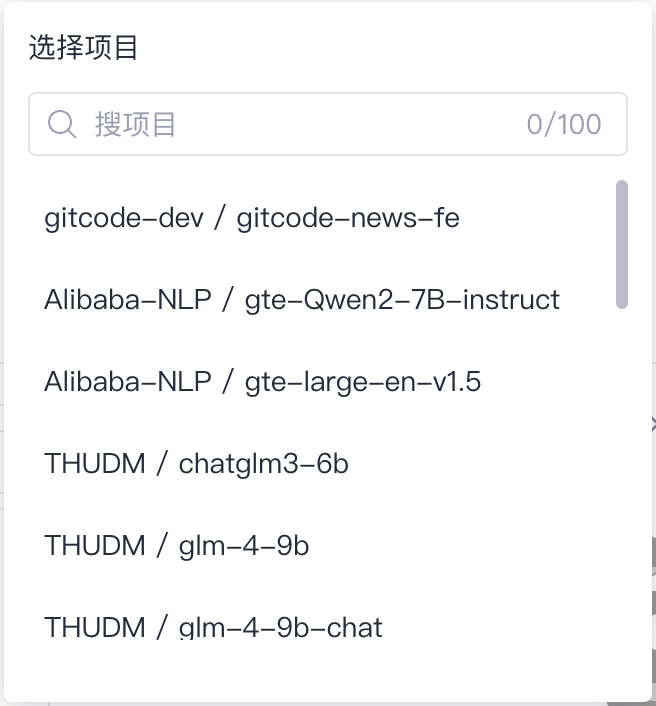 选择项目
搜项目 0/100
gitcode-dev / gitcode-news-fe
Alibaba-NLP / gte-Qwen2-7B-instruct
Alibaba-NLP / gte-large-en-v1.5
THUDM / chatglm3-6b
THUDM / glm-4-9b
THUDM / glm-4-9b-chat